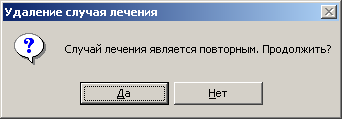 Удаление случая лечения
Случай лечения является повторным. Продолжить?
Да
Нет